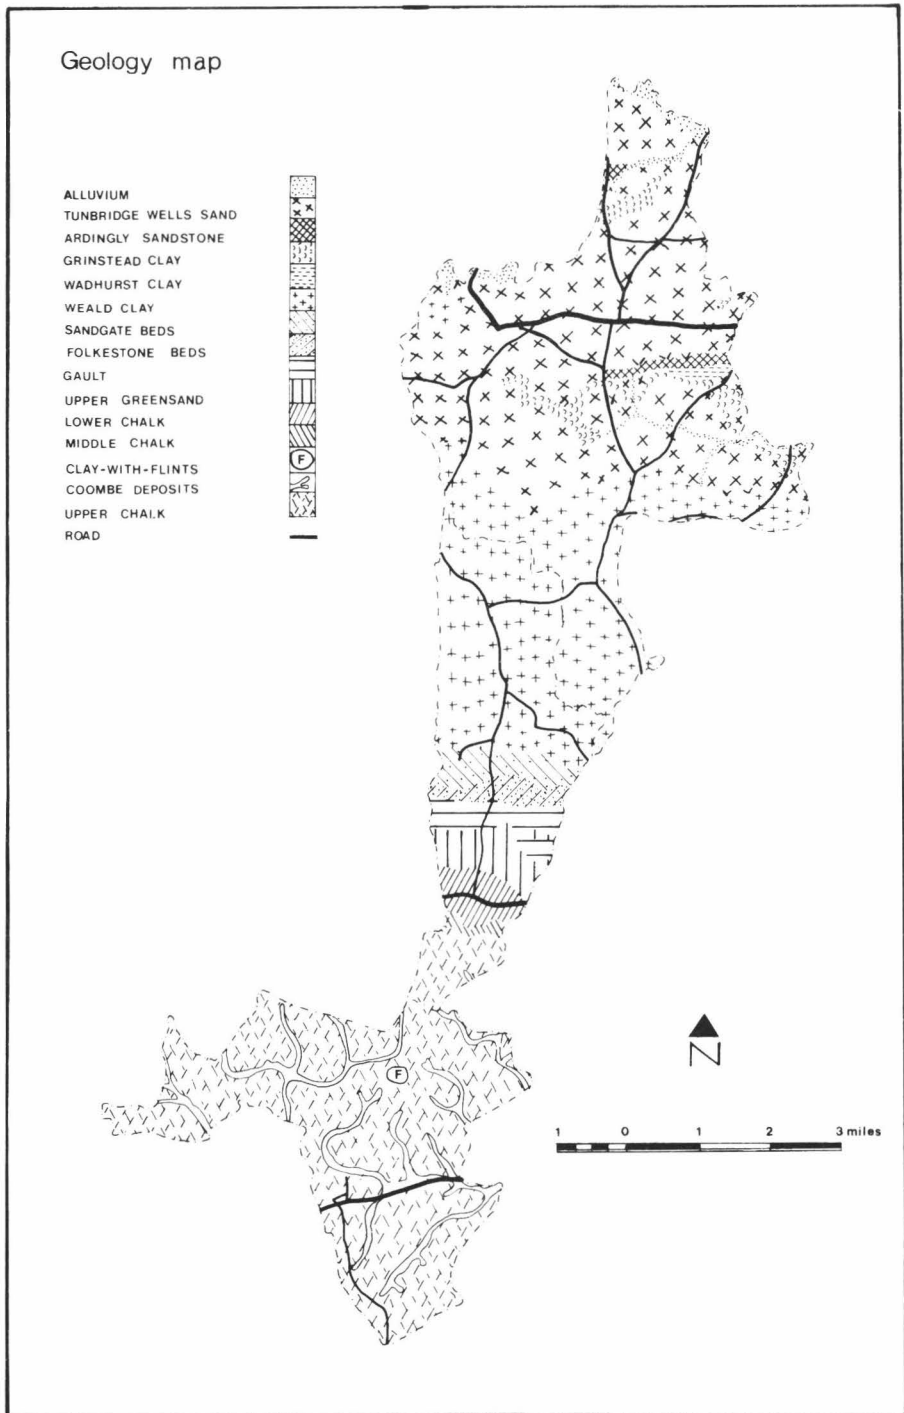 Geology map
ALLUVIUM
TUNBRIDGE WELLS SAND
ARDINGLY SANDSTONE
GRINSTEAD CLAY
WADHURST CLAY
WEALD CLAY
SANDGATE BEDS
FOLKESTONE BEDS
GAULT
UPPER GREENSAND
LOWER CHALK
MIDDLE CHALK
CLAY-WITH-FLINTS F
COOMBE DEPOSITS
UPPER CHALK
ROAD
N
F
1 0 1 2 3 miles